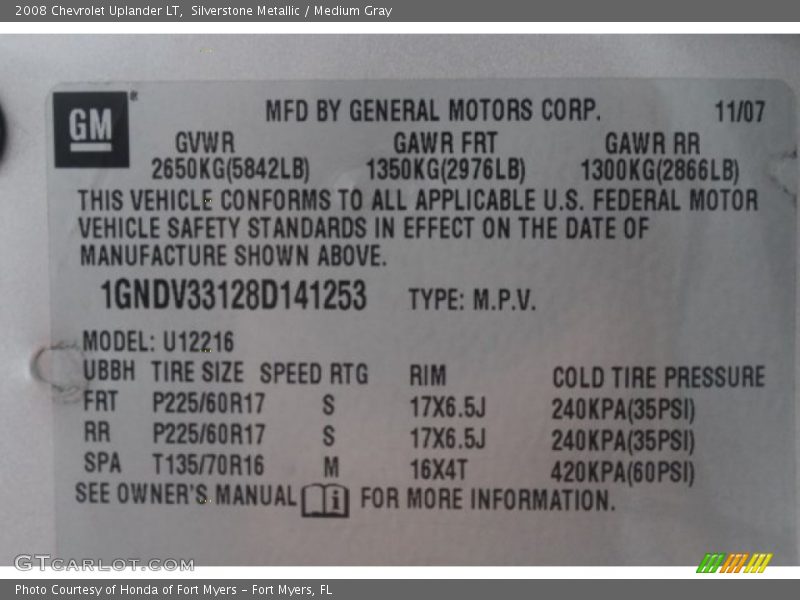 2008 Chevrolet Uplander LT, Silverstone Metallic / Medium Gray
GM® MFD BY GENERAL MOTORS CORP. 11/07
GVWR GAWR FRT GAWR RR
2650KG(5842LB) 1350KG(2976LB) 1300KG(2866LB)
THIS VEHICLE CONFORMS TO ALL APPLICABLE U.S. FEDERAL MOTOR
VEHICLE SAFETY STANDARDS IN EFFECT ON THE DATE OF
MANUFACTURE SHOWN ABOVE.
1GNDV33128D141253 TYPE: M.P.V.
MODEL: U12216
UBBH TIRE SIZE SPEED RTG RIM COLD TIRE PRESSURE
FRT P225/60R17 S 17X6.5J 240KPA(35PSI)
RR P225/60R17 S 17X6.5J 240KPA(35PSI)
SPA T135/70R16 M 16X4T 420KPA(60PSI)
SEE OWNER'S MANUAL i FOR MORE INFORMATION.
GTCARLOT.COM
Photo Courtesy of Honda of Fort Myers - Fort Myers, FL